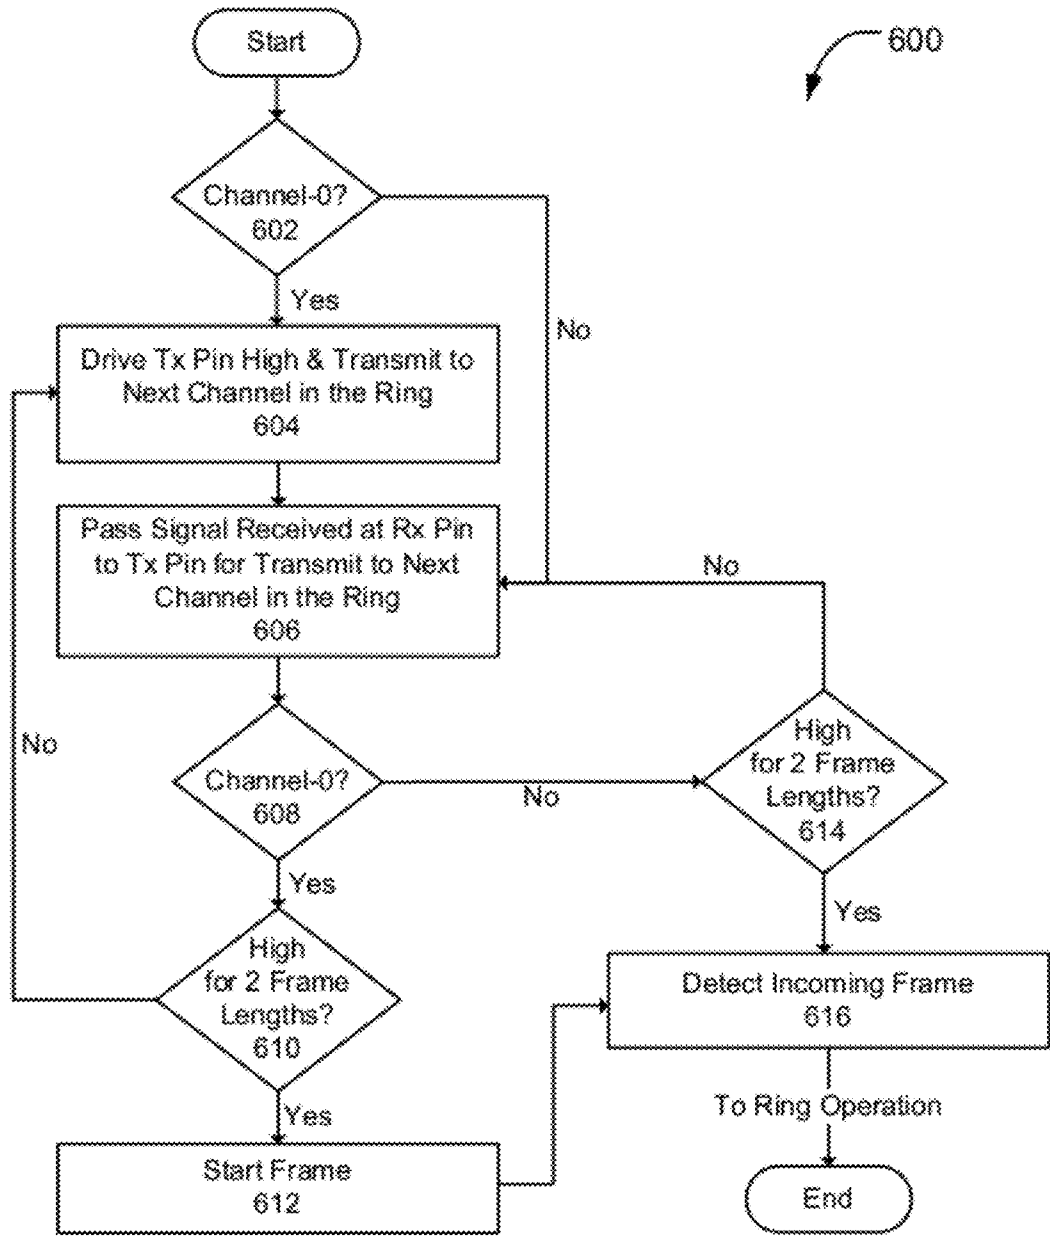 Start
600
Channel-0?
602
Yes
No
Drive Tx Pin High & Transmit to
Next Channel in the Ring
604
Pass Signal Received at Rx Pin
to Tx Pin for Transmit to Next
Channel in the Ring
606
No
No
Channel-0?
608
No
High
for 2 Frame
Lengths?
614
Yes
Yes
High
for 2 Frame
Lengths?
610
Detect Incoming Frame
616
Yes
To Ring Operation
Start Frame
612
End